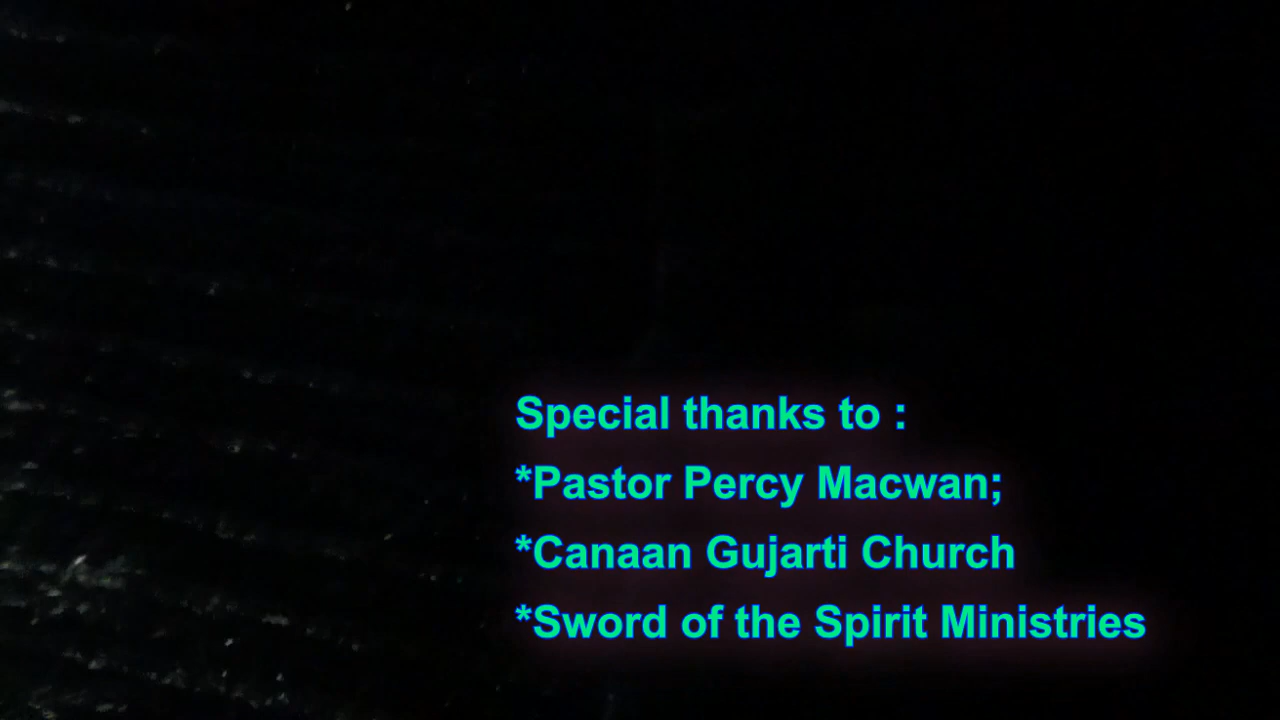 Special thanks to :
*Pastor Percy Macwan;
*Canaan Gujarti Church
*Sword of the Spirit Ministries